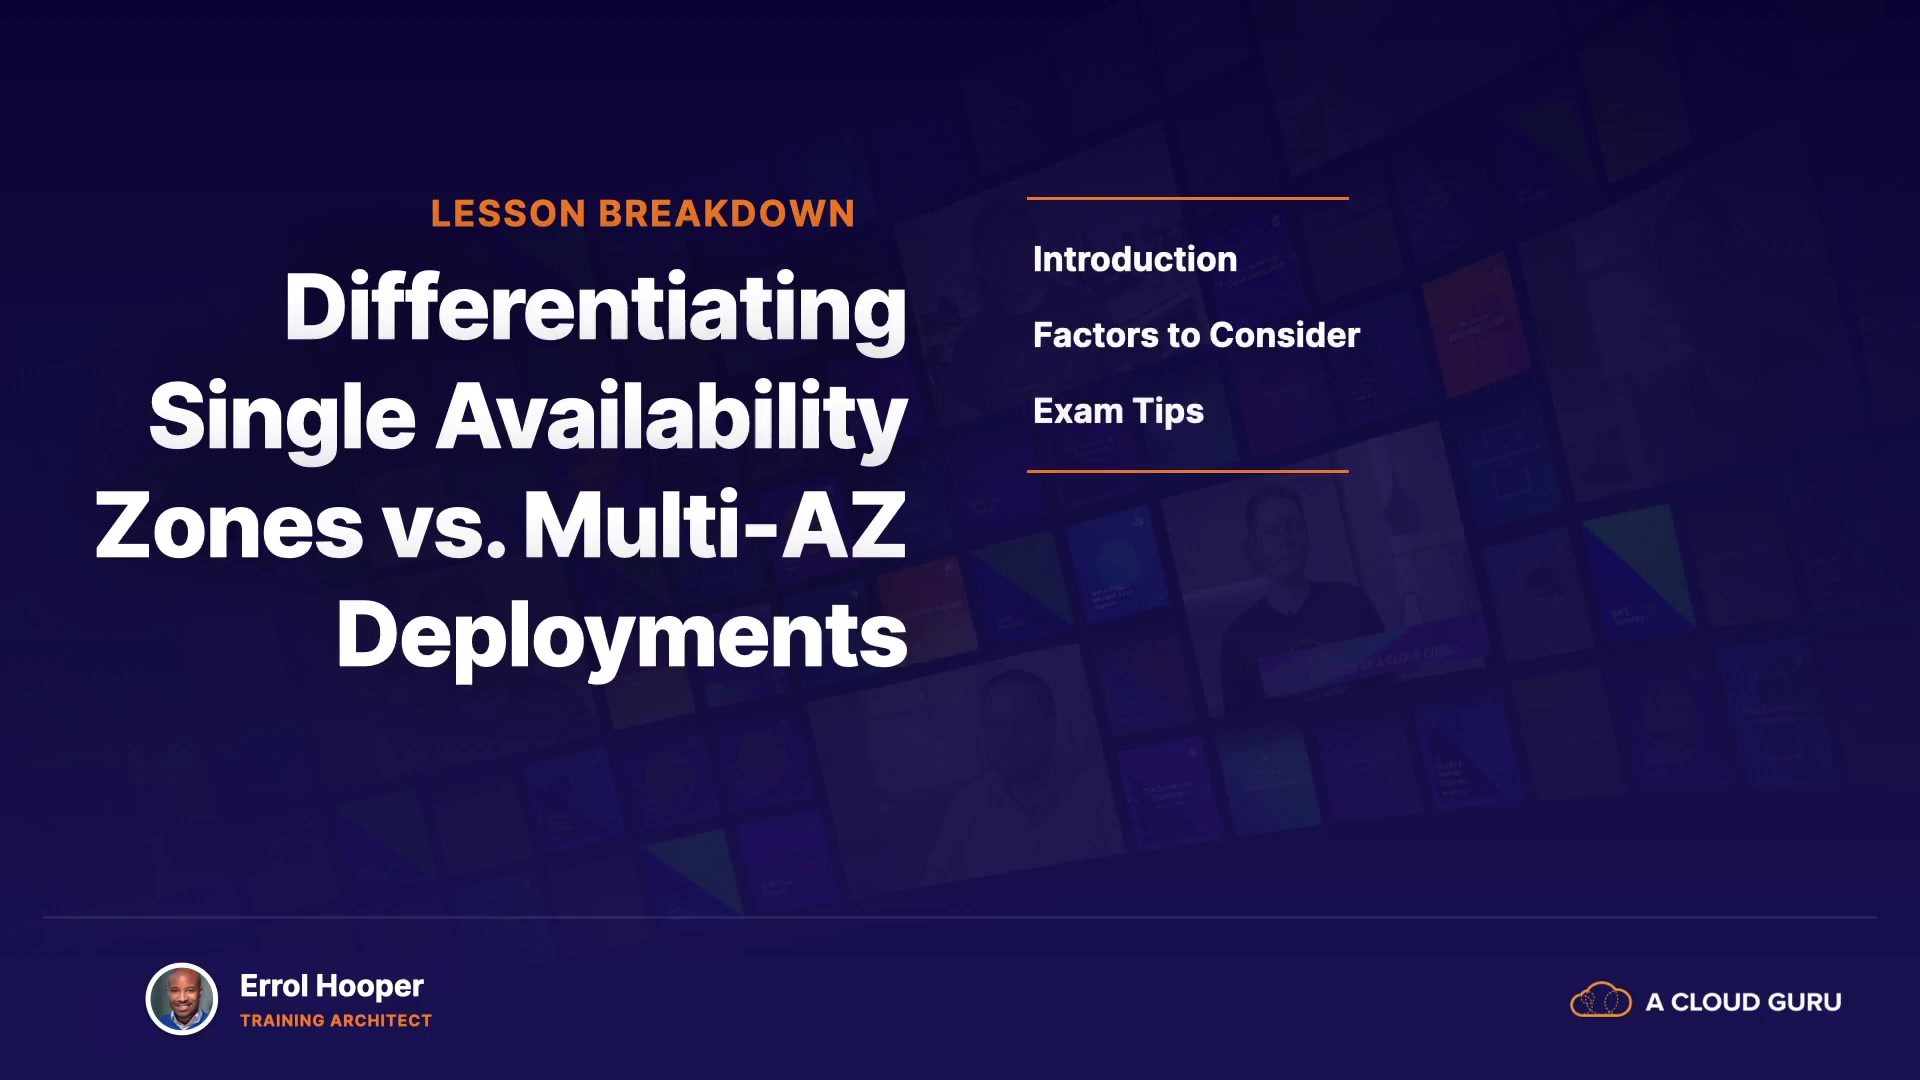 LESSON BREAKDOWN
Differentiating
Single Availability
Zones vs. Multi-AZ
Deployments
Introduction
Factors to Consider
Exam Tips
Errol Hooper
TRAINING ARCHITECT
A CLOUD GURU